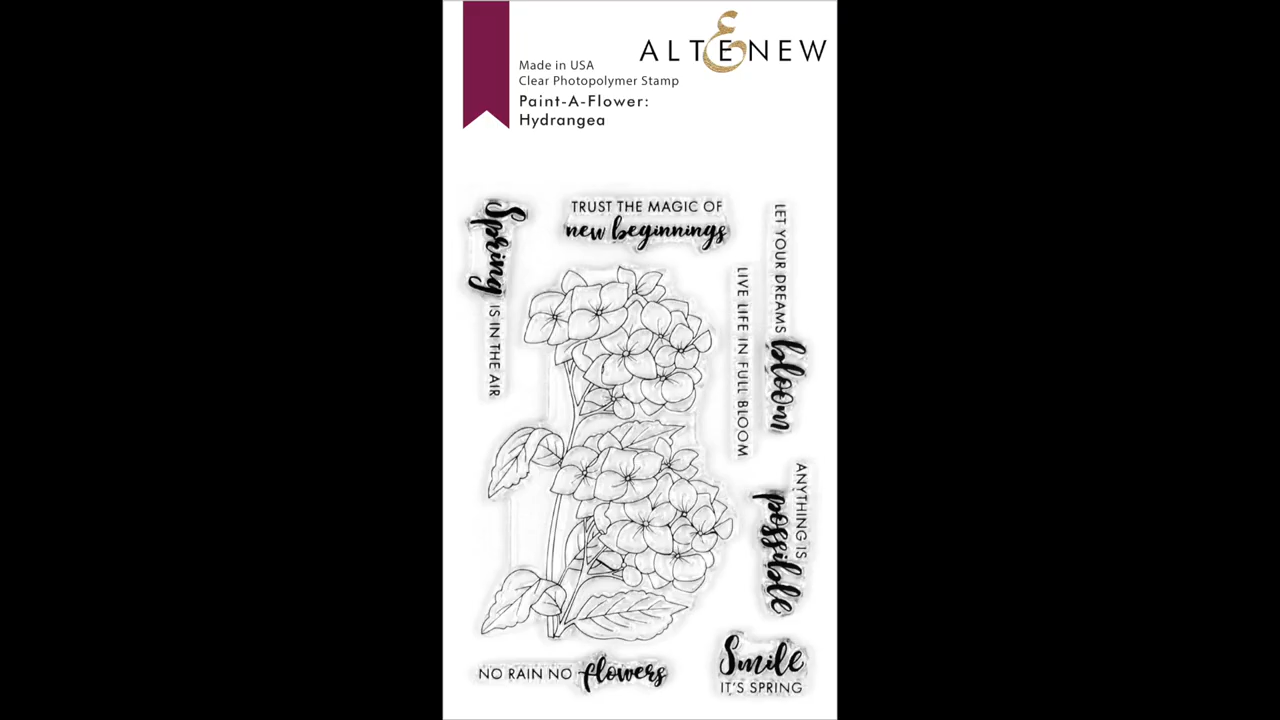 ALTENEW
Made in USA
Clear Photopolymer Stamp
Paint-A-Flower:
Hydrangea
Spring IS IN THE AIR
TRUST THE MAGIC OF
new beginnings
LET YOUR DREAMS bloom
LIVE LIFE IN FULL BLOOM
ANYTHING IS
possible
NO RAIN NO flowers
Smile
IT'S SPRING